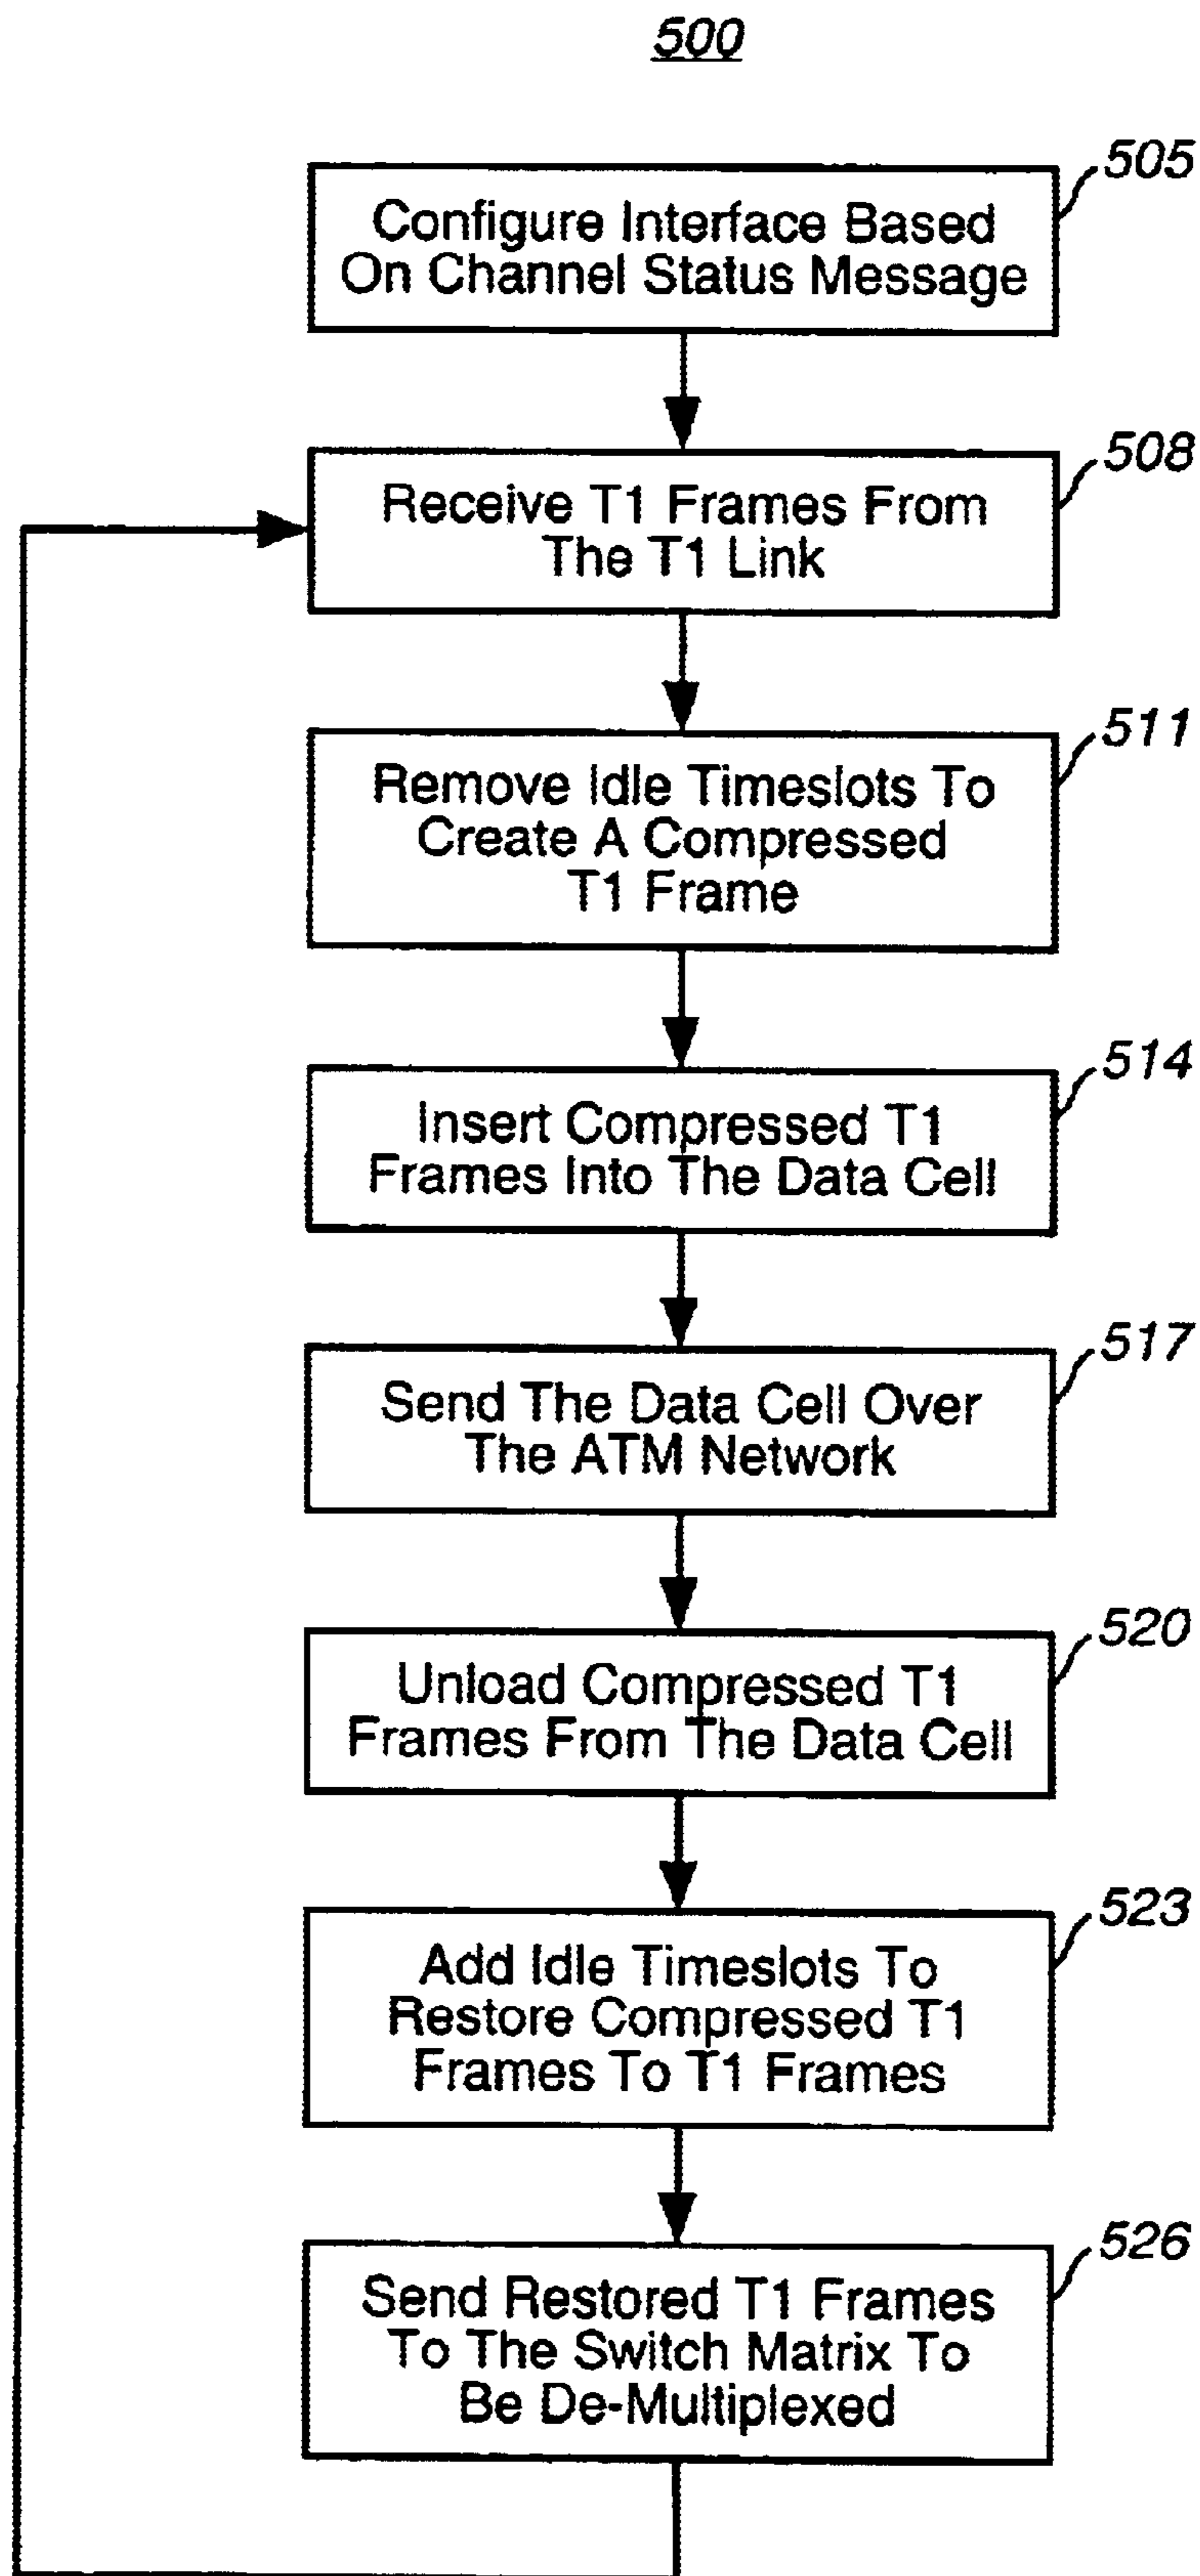 500
505
Configure Interface Based
On Channel Status Message
508
Receive T1 Frames From
The T1 Link
511
Remove Idle Timeslots To
Create A Compressed
T1 Frame
514
Insert Compressed T1
Frames Into The Data Cell
517
Send The Data Cell Over
The ATM Network
520
Unload Compressed T1
Frames From The Data Cell
523
Add Idle Timeslots To
Restore Compressed T1
Frames To T1 Frames
526
Send Restored T1 Frames
To The Switch Matrix To
Be De-Multiplexed